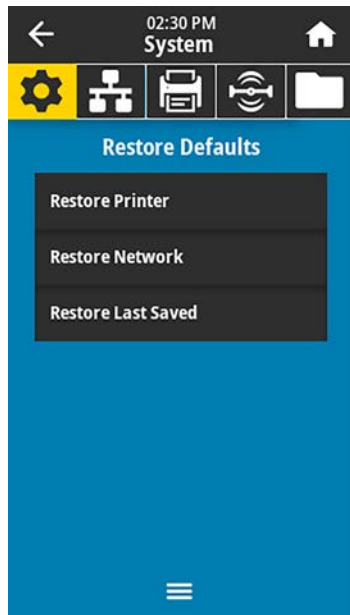 02:30 PM
System
Restore Defaults
Restore Printer
Restore Network
Restore Last Saved